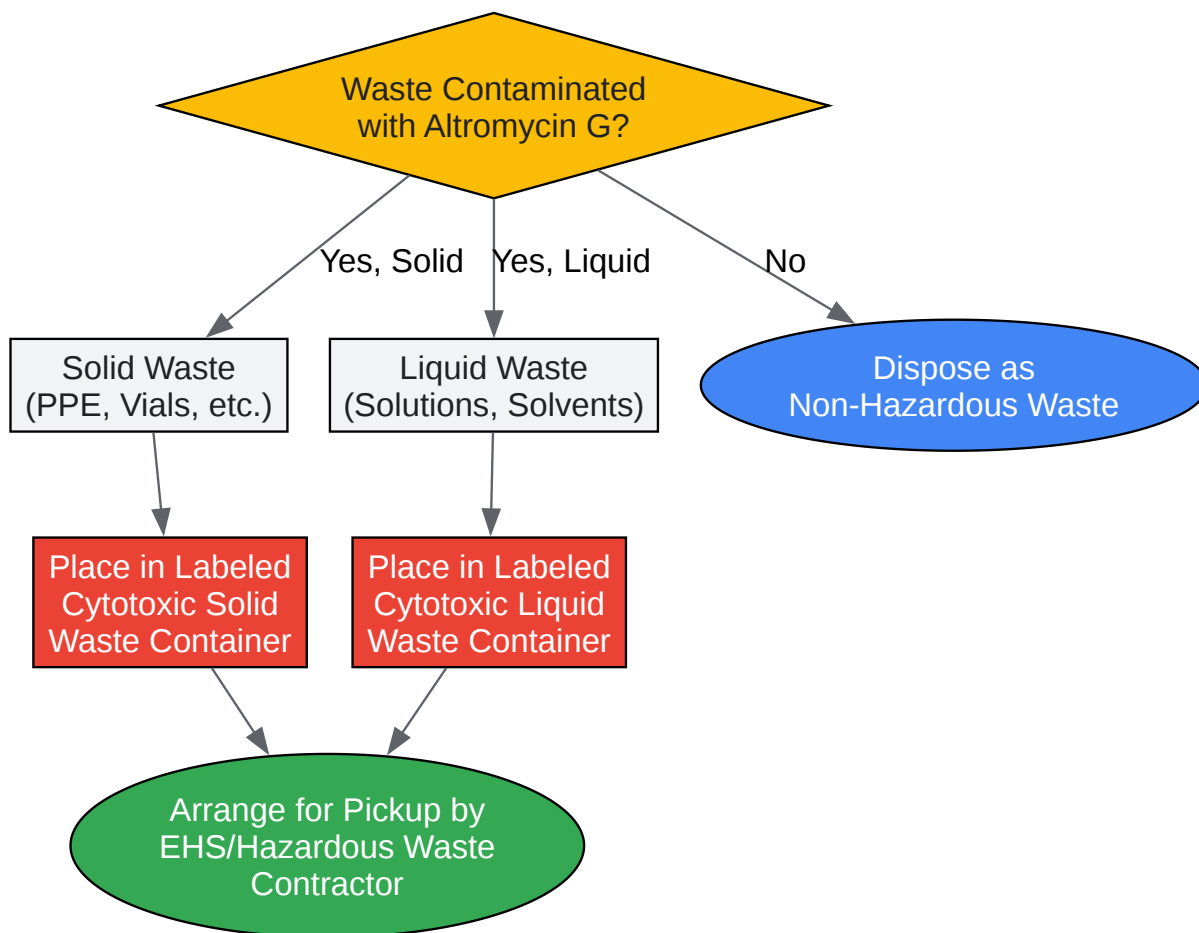 Waste Contaminated
with Altromycin G?
Yes, Solid
Yes, Liquid
No
Solid Waste
(PPE, Vials, etc.)
Liquid Waste
(Solutions, Solvents)
Dispose as
Non-Hazardous Waste
Place in Labeled
Cytotoxic Solid
Waste Container
Place in Labeled
Cytotoxic Liquid
Waste Container
Arrange for Pickup by
EHS/Hazardous Waste
Contractor